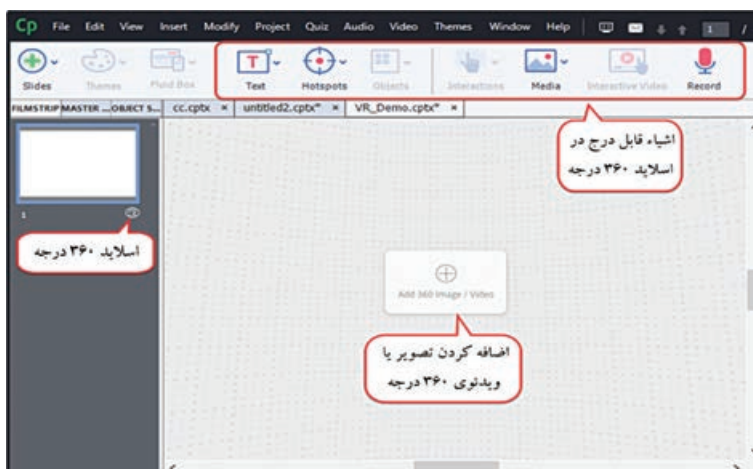 Cp File Edit View Insert Modify Project Quiz Audio Video Themes Window Help 1 /
Slides Themes Fluid Box Text Hotspots Objects Interactions Media Interactive Video Record
FILMSTRIP MASTER ... OBJECT S... cc.cptx × untitled2.cptx* × VR_Demo.cptx* ×
اشیاء قابل درج در
اسلاید ۳۶۰ درجه
1
اسلاید ۳۶۰ درجه
Add 360 Image / Video
اضافه کردن تصویر یا
ویدئوی ۳۶۰ درجه